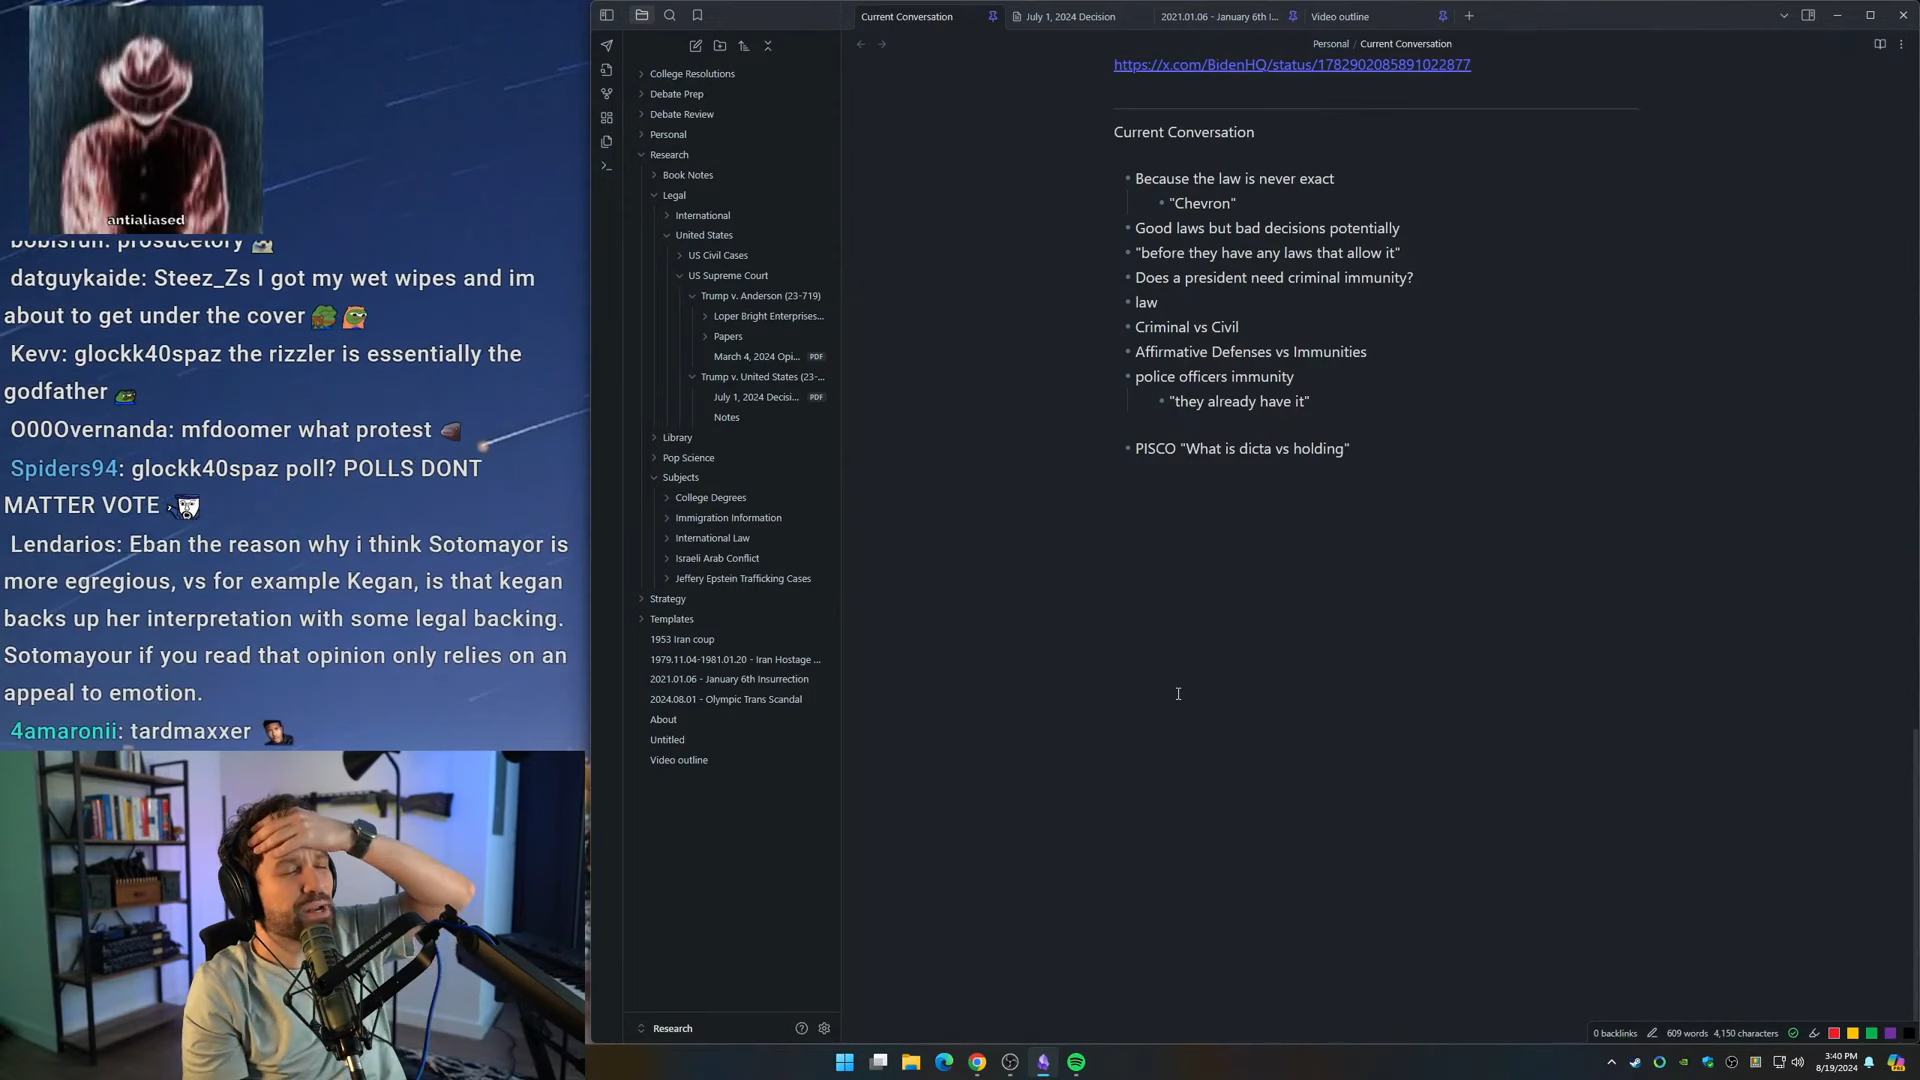 antialiased
bobisfun: prosucetory
datguykaide: Steez_Zs I got my wet wipes and im
about to get under the cover
Kevv: glockk40spaz the rizzler is essentially the
godfather
O00Overnanda: mfdoomer what protest
Spiders94: glockk40spaz poll? POLLS DONT
MATTER VOTE
Lendarios: Eban the reason why i think Sotomayor is
more egregious, vs for example Kegan, is that kegan
backs up her interpretation with some legal backing.
Sotomayour if you read that opinion only relies on an
appeal to emotion.
4amaronii: tardmaxxer
College Resolutions
Debate Prep
Debate Review
Personal
Research
Book Notes
Legal
International
United States
US Civil Cases
US Supreme Court
Trump v. Anderson (23-719)
Loper Bright Enterprises...
Papers
March 4, 2024 Opi... PDF
Trump v. United States (23-...
July 1, 2024 Decisi... PDF
Notes
Library
Pop Science
Subjects
College Degrees
Immigration Information
International Law
Israeli Arab Conflict
Jeffery Epstein Trafficking Cases
Strategy
Templates
1953 Iran coup
1979.11.04-1981.01.20 - Iran Hostage ...
2021.01.06 - January 6th Insurrection
2024.08.01 - Olympic Trans Scandal
About
Untitled
Video outline
Research
Current Conversation
July 1, 2024 Decision
2021.01.06 - January 6th I...
Video outline
Personal / Current Conversation
https://x.com/BidenHQ/status/1782902085891022877
Current Conversation
Because the law is never exact
"Chevron"
Good laws but bad decisions potentially
"before they have any laws that allow it"
Does a president need criminal immunity?
law
Criminal vs Civil
Affirmative Defenses vs Immunities
police officers immunity
"they already have it"
PISCO "What is dicta vs holding"
0 backlinks 609 words 4,150 characters
3:40 PM
8/19/2024